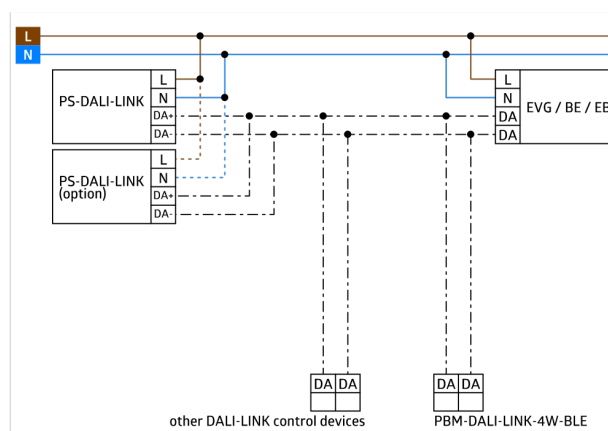 L
N
PS-DALI-LINK
L
N
DA+
DA-
PS-DALI-LINK
(option)
L
N
DA+
DA-
L
N
DA
DA
EVG / BE / EB
DA DA
other DALI-LINK control devices
DA DA
PBM-DALI-LINK-4W-BLE